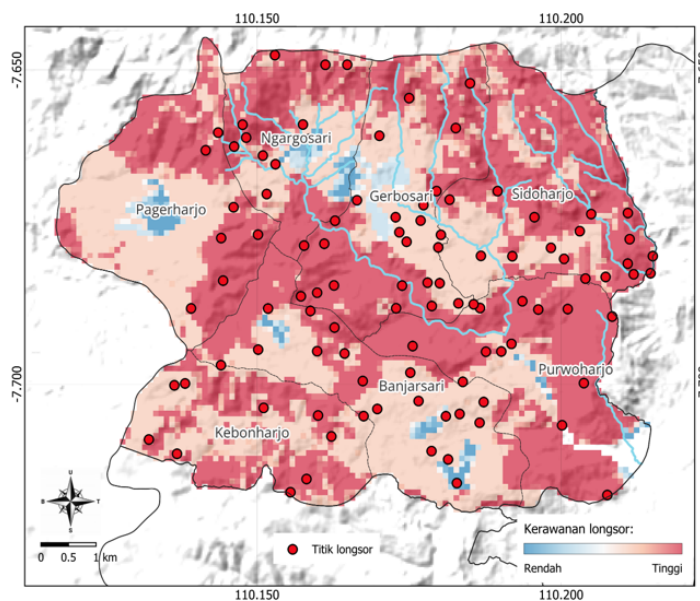 110.150
110.200
-7.650
Ngargosari
Gerbosari
Sidoharjo
Pagerharjo
-7.700
Purwoharjo
Banjarsari
Kebonharjo
U
B
T
S
0 0.5 1 km
Titik longsor
Kerawanan longsor:
Rendah
Tinggi
110.150
110.200